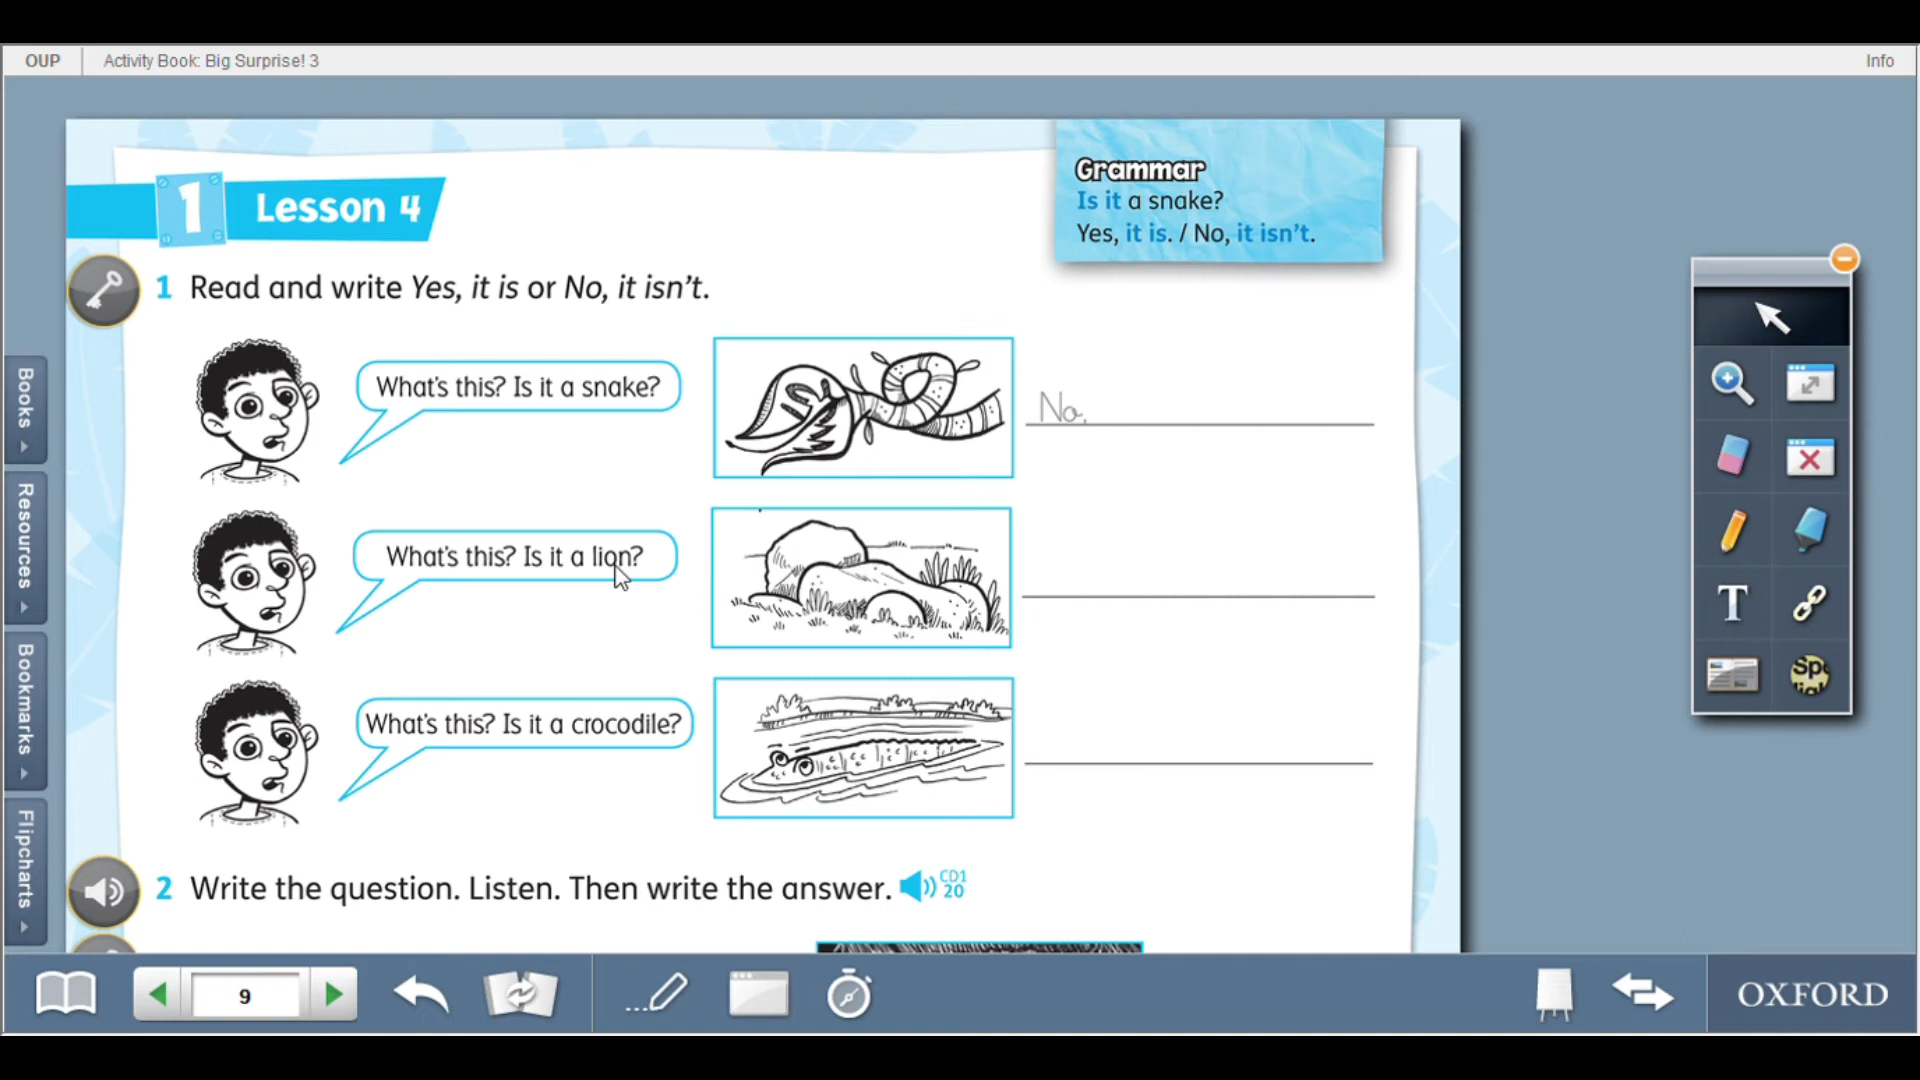 OUP
Activity Book: Big Surprise! 3
Info
Grammar
Is it a snake?
Yes, it is. / No, it isn't.
1 Lesson 4
1 Read and write Yes, it is or No, it isn't.
What's this? Is it a snake?
No,
What's this? Is it a lion?
What's this? Is it a crocodile?
2 Write the question. Listen. Then write the answer.
CD1
20
Books
Resources
Bookmarks
Flipcharts
T
9
OXFORD